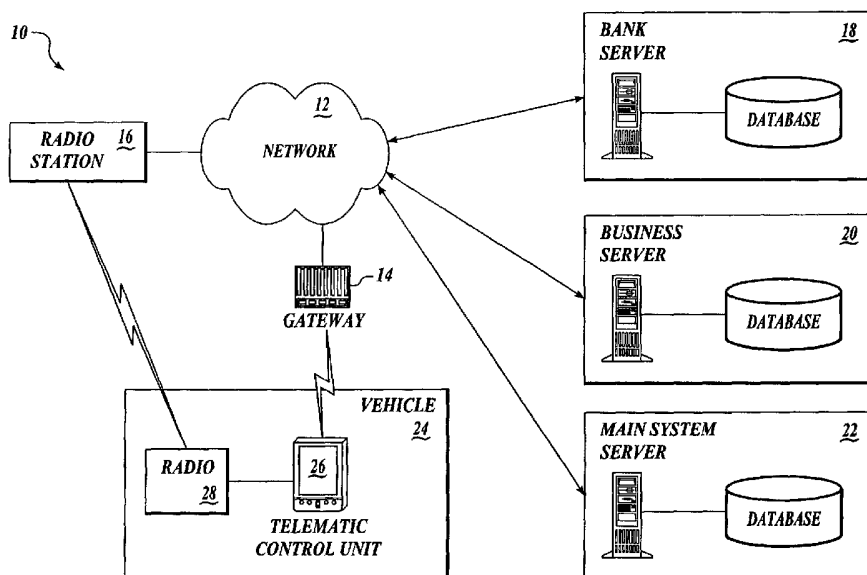 10
RADIO
STATION
16
12
NETWORK
14
GATEWAY
VEHICLE
24
RADIO
28
26
TELEMATIC
CONTROL UNIT
BANK
SERVER
18
DATABASE
BUSINESS
SERVER
20
DATABASE
MAIN SYSTEM
SERVER
22
DATABASE